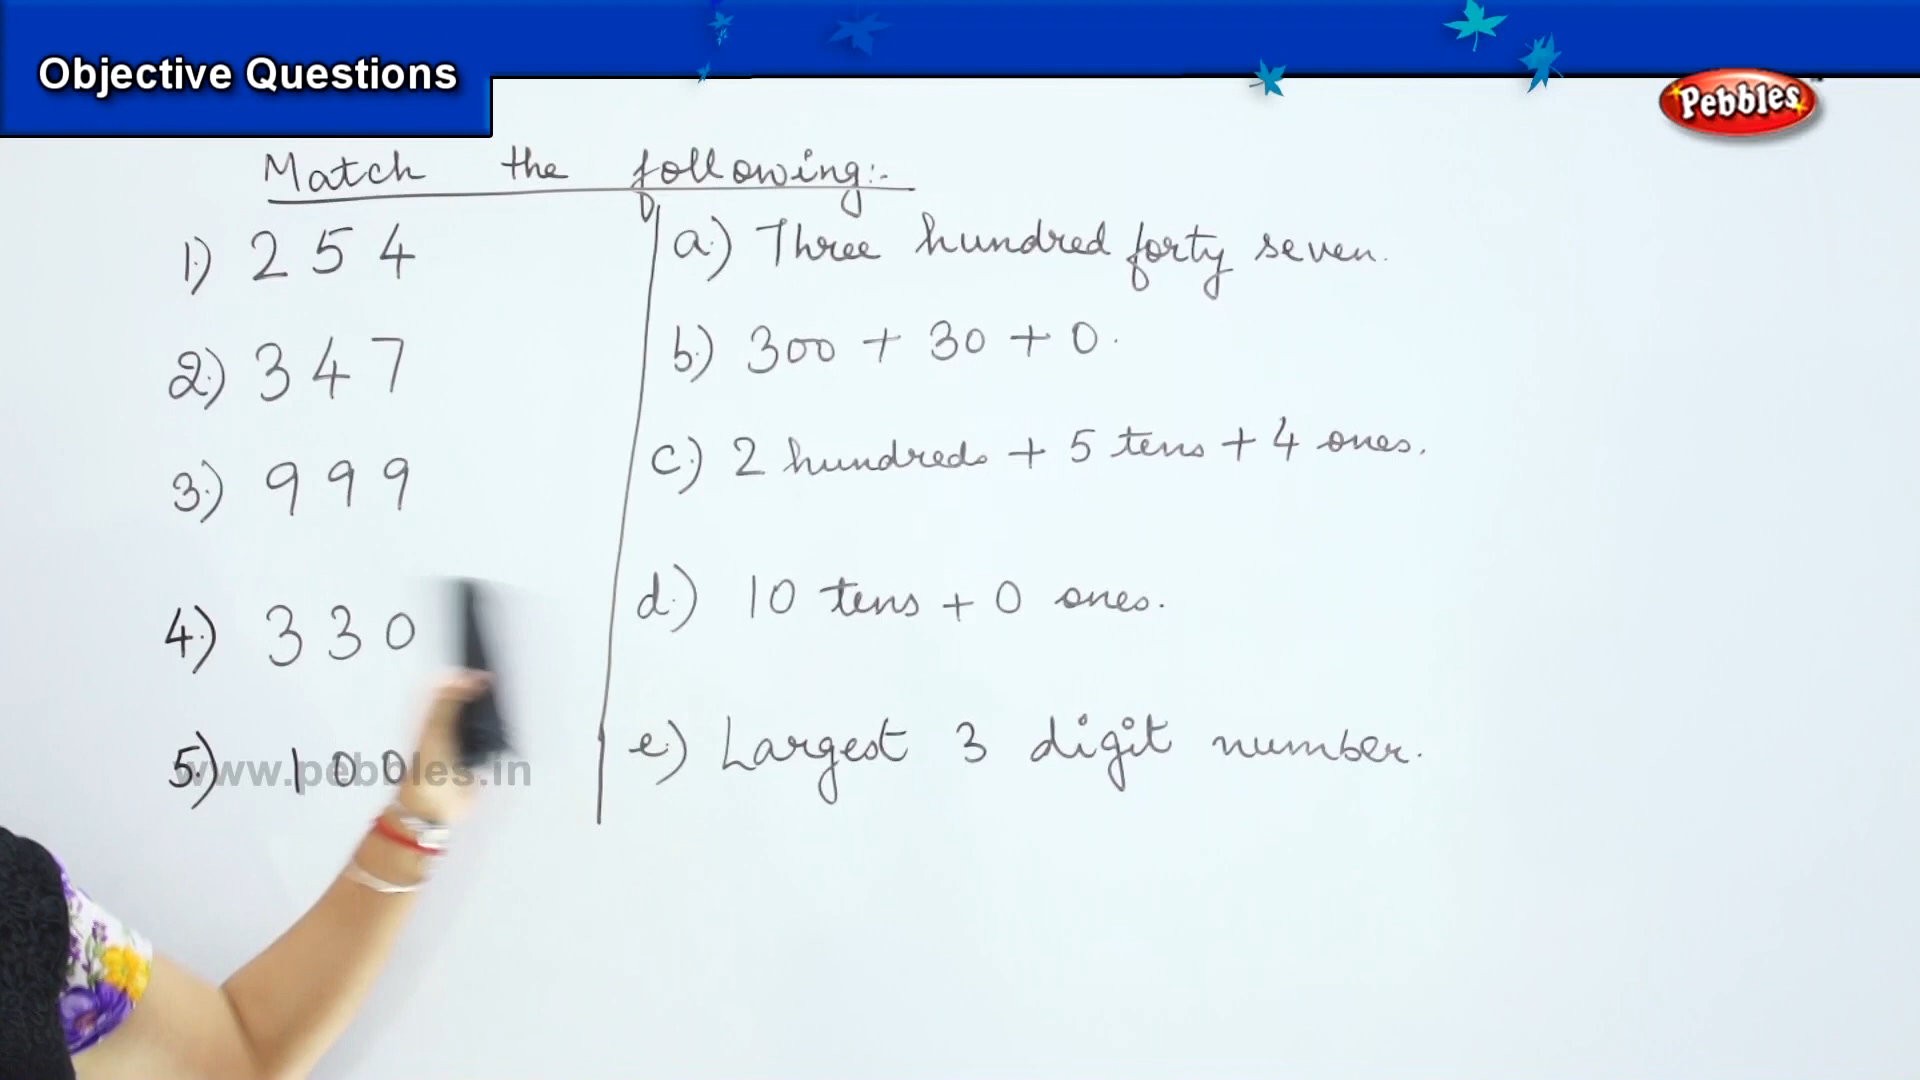 Objective Questions
Pebbles
Match the following:-
1) 254
a.) Three hundred forty seven.
2.) 347
b.) 300 + 30 + 0.
3.) 999
c.) 2 hundreds + 5 tens + 4 ones.
4.) 330
d.) 10 tens + 0 ones.
5.) 100
e.) Largest 3 digit number.
www.pebbles.in